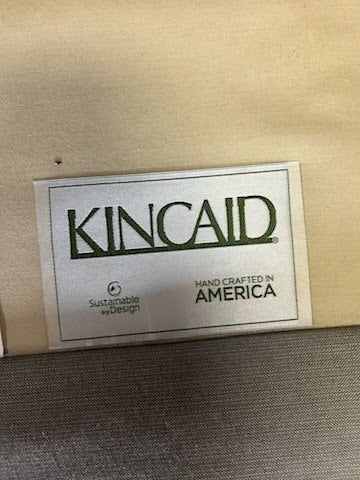 KINCAID®
Sustainable
by Design
HAND CRAFTED IN
AMERICA